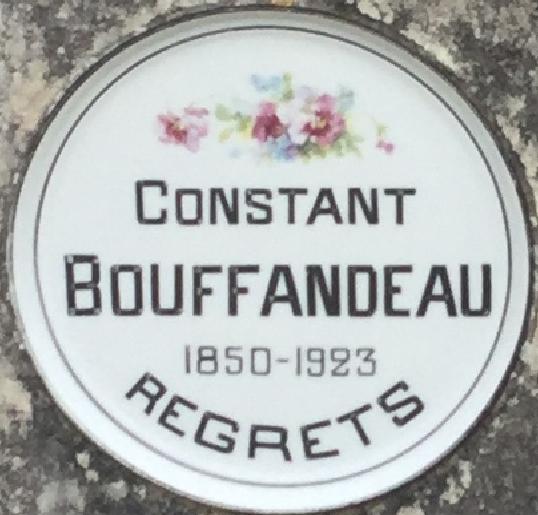 CONSTANT
BOUFFANDEAU
1850-1923
REGRETS